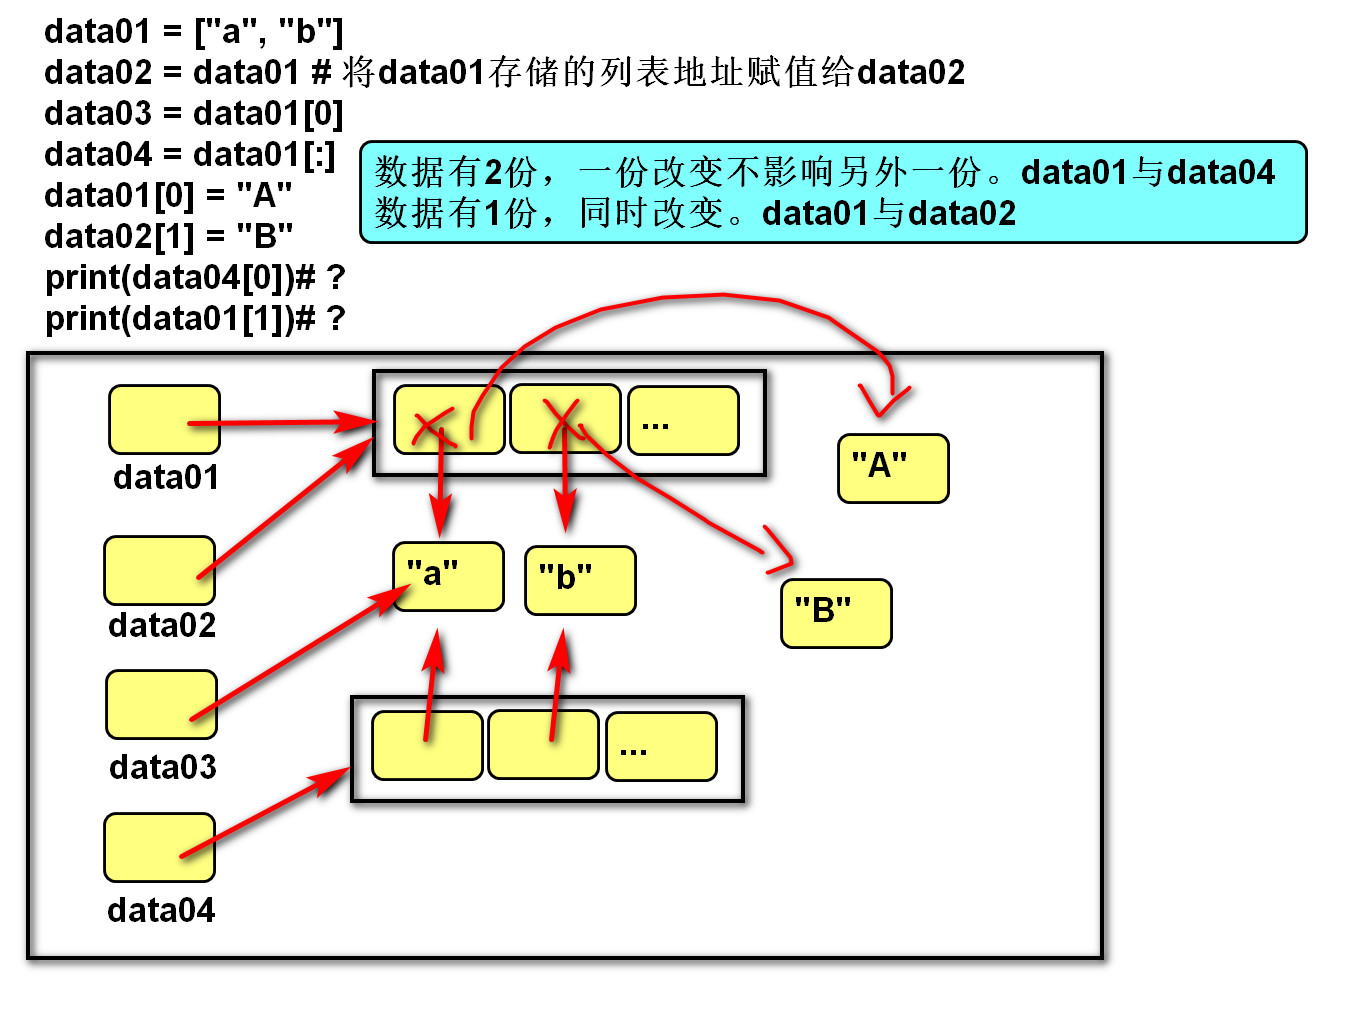 data01 = ["a", "b"]
data02 = data01 # 将data01存储的列表地址赋值给data02
data03 = data01[0]
data04 = data01[:]
data01[0] = "A"
data02[1] = "B"
print(data04[0])# ?
print(data01[1])# ?
数据有2份，一份改变不影响另外一份。data01与data04
数据有1份，同时改变。data01与data02
...
data01
"A"
"a"
"b"
"B"
data02
...
data03
data04